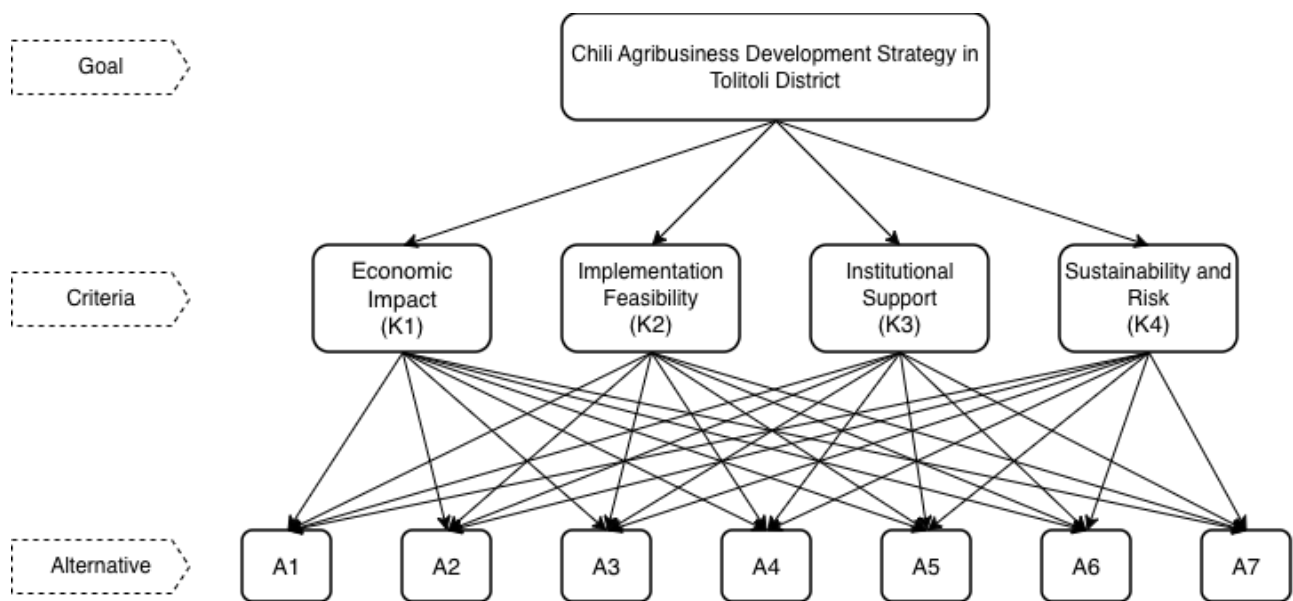 Goal
Chili Agribusiness Development Strategy in
Tolitoli District
Criteria
Economic
Impact
(K1)
Implementation
Feasibility
(K2)
Institutional
Support
(K3)
Sustainability and
Risk
(K4)
Alternative
A1
A2
A3
A4
A5
A6
A7